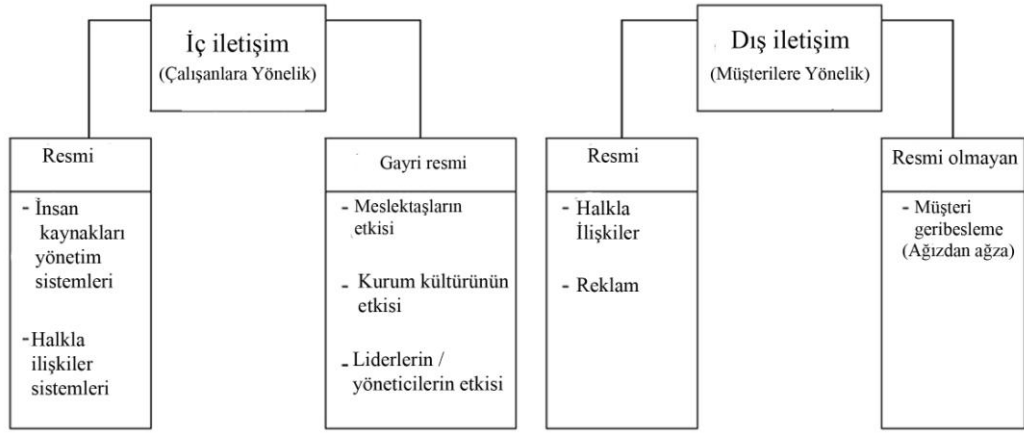 İç iletişim
(Çalışanlara Yönelik)
Resmi
- İnsan
kaynakları
yönetim
sistemleri
-Halkla
ilişkiler
sistemleri
Gayri resmi
- Meslektaşların
etkisi
- Kurum kültürünün
etkisi
- Liderlerin /
yöneticilerin etkisi
Dış iletişim
(Müşterilere Yönelik)
Resmi
- Halkla
İlişkiler
- Reklam
Resmi olmayan
- Müşteri
geribesleme
(Ağızdan ağza)